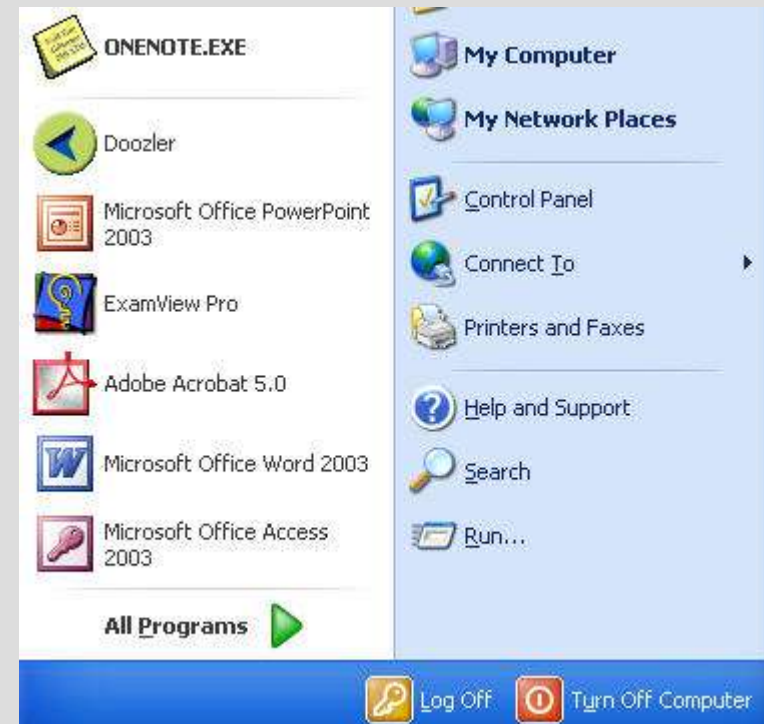 ONENOTE.EXE
Doozler
Microsoft Office PowerPoint
2003
ExamView Pro
Adobe Acrobat 5.0
Microsoft Office Word 2003
Microsoft Office Access
2003
All Programs
My Computer
My Network Places
Control Panel
Connect To
Printers and Faxes
Help and Support
Search
Run...
Log Off
Turn Off Computer